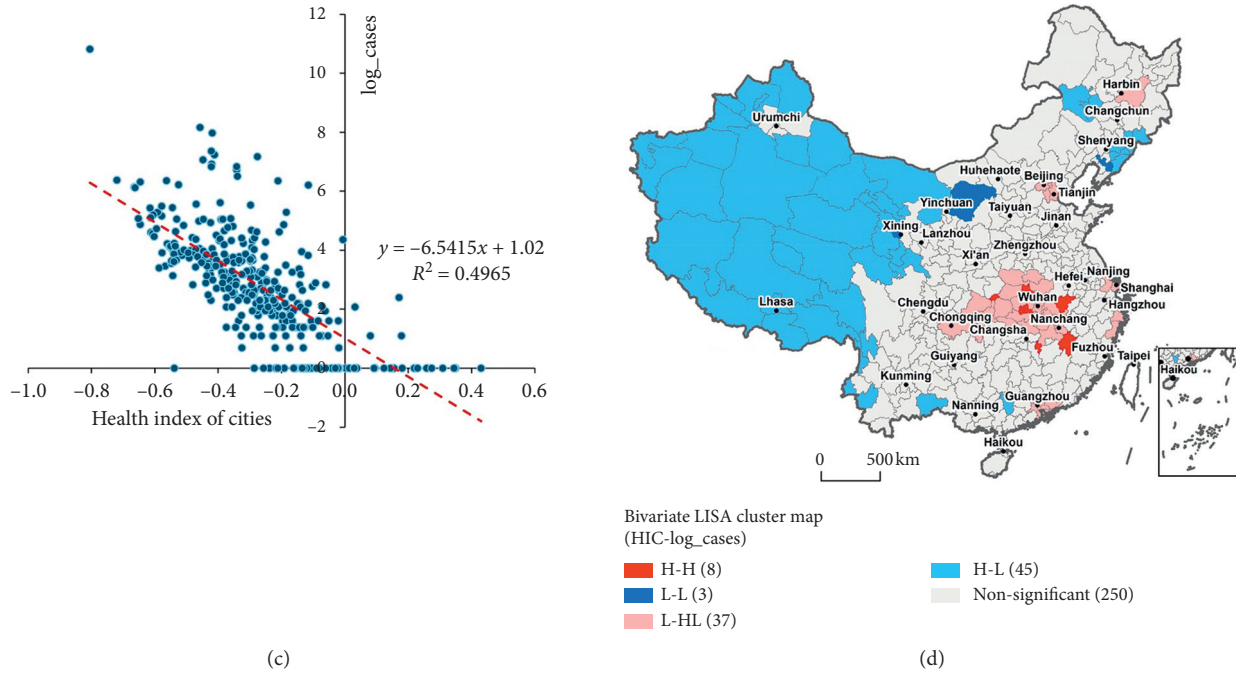 12
10
8
6
4
2
0
−2
log_cases
y = −6.5415x + 1.02
R² = 0.4965
−1.0
−0.8
−0.6
−0.4
−0.2
0.0
0.2
0.4
0.6
Health index of cities
(c)
Harbin
Changchun
Urumchi
Shenyang
Huhehaote
Beijing
Tianjin
Yinchuan
Taiyuan
Jinan
Xining
Lanzhou
Zhengzhou
Xi'an
Hefei
Nanjing
Shanghai
Wuhan
Hangzhou
Lhasa
Chengdu
Chongqing
Nanchang
Changsha
Fuzhou
Taipei
Guiyang
Haikou
Kunming
Guangzhou
Nanning
Haikou
0 500 km
Bivariate LISA cluster map
(HIC-log_cases)
H-H (8)
L-L (3)
L-HL (37)
H-L (45)
Non-significant (250)
(d)